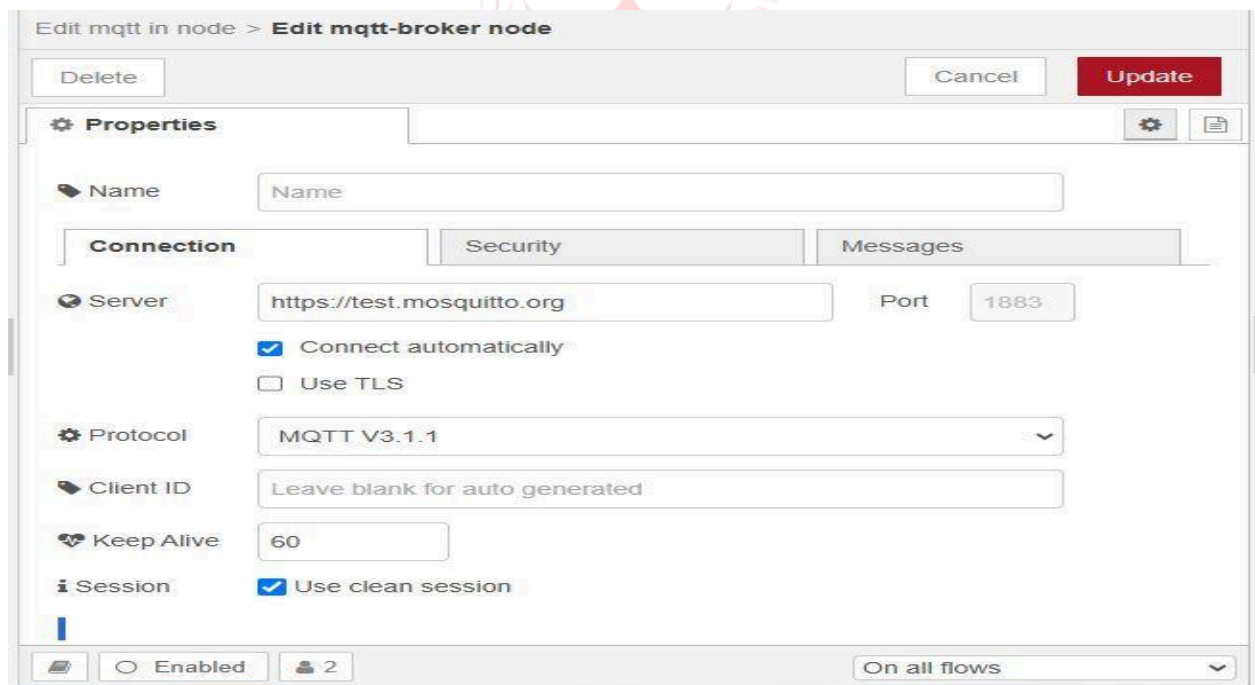 Edit mqtt in node > Edit mqtt-broker node
Delete Cancel Update
Properties
Name Name
Connection Security Messages
Server https://test.mosquitto.org Port 1883
Connect automatically
Use TLS
Protocol MQTT V3.1.1
Client ID Leave blank for auto generated
Keep Alive 60
Session Use clean session
Enabled 2 On all flows